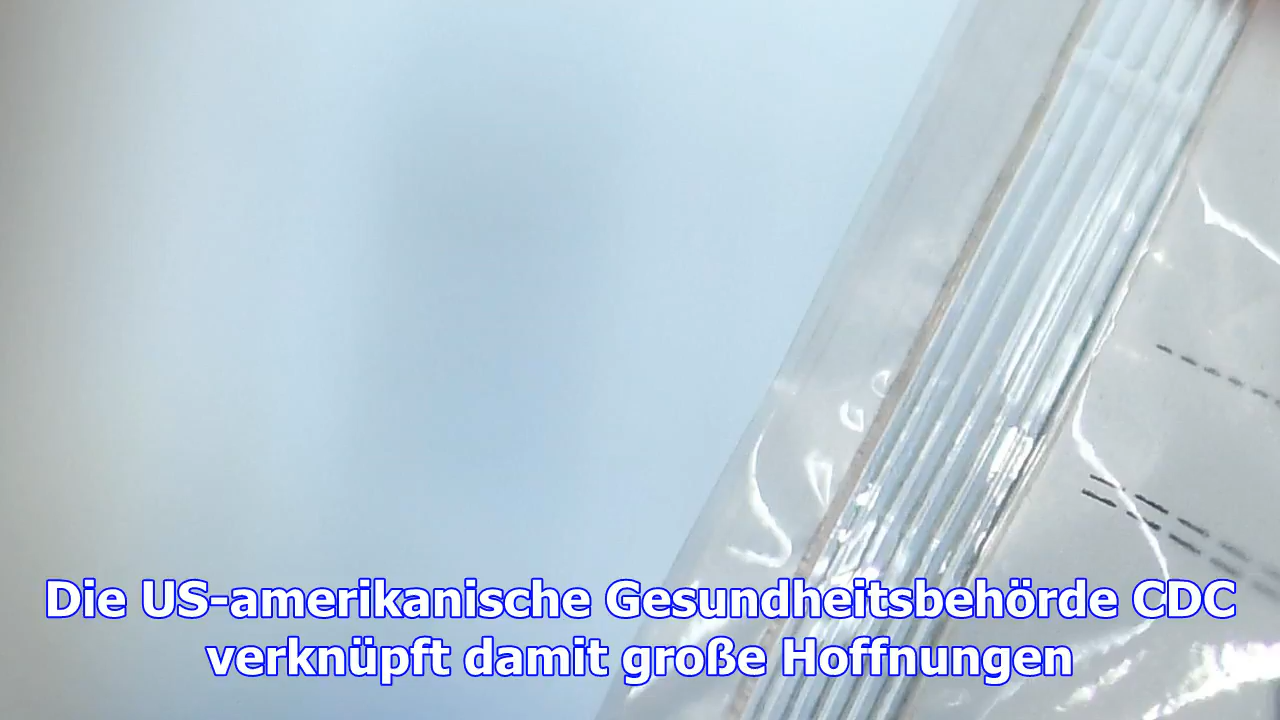 Die US-amerikanische Gesundheitsbehörde CDC
verknüpft damit große Hoffnungen